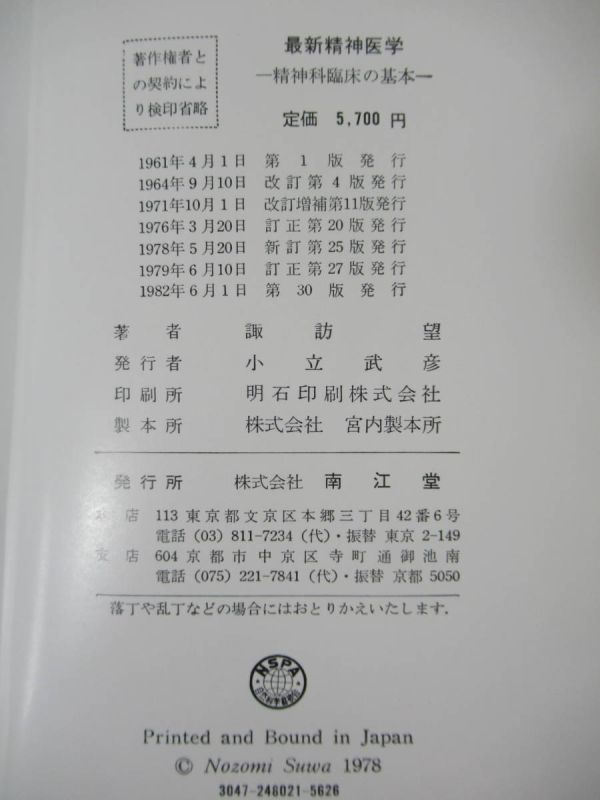 著作権者と
の契約によ
り検印省略
最新精神医学
―精神科臨床の基本―
定価 5,700 円
1961年4月1日 第1版発行
1964年9月10日 改訂第4版発行
1971年10月1日 改訂増補第11版発行
1976年3月20日 訂正第20版発行
1978年5月20日 新訂第25版発行
1979年6月10日 訂正第27版発行
1982年6月1日 第30版発行
著者 諏訪望
発行者 小立武彦
印刷所 明石印刷株式会社
製本所 株式会社 宮内製本所
発行所 株式会社 南江堂
本店 113 東京都文京区本郷三丁目42番6号
電話 (03) 811-7234 (代)・振替 東京 2-149
支店 604 京都市中京区寺町通御池南
電話 (075) 221-7841 (代)・振替 京都 5050
落丁や乱丁などの場合にはおとりかえいたします.
NSPA
Printed and Bound in Japan
© Nozomi Suwa 1978
3047-248021-5626